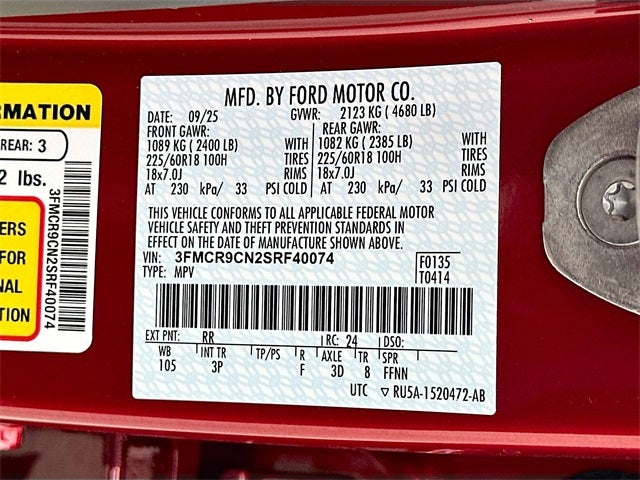 RMATION
REAR: 3
2 lbs.
ERS
FOR
NAL
ATION
3FMCR9CN2SRF40074
MFD. BY FORD MOTOR CO.
DATE: 09/25 GVWR: 2123 KG ( 4680 LB)
FRONT GAWR: REAR GAWR:
1089 KG ( 2400 LB) WITH 1082 KG ( 2385 LB) WITH
225/60R18 100H TIRES 225/60R18 100H TIRES
18x7.0J RIMS 18x7.0J RIMS
AT 230 kPa/ 33 PSI COLD AT 230 kPa/ 33 PSI COLD
THIS VEHICLE CONFORMS TO ALL APPLICABLE FEDERAL MOTOR
VEHICLE SAFETY AND THEFT PREVENTION STANDARDS IN
EFFECT ON THE DATE OF MANUFACTURE SHOWN ABOVE.
VIN: 3FMCR9CN2SRF40074 F0135
TYPE: MPV T0414
EXT PNT: RR RC: 24 DSO:
WB INT TR TP/PS R AXLE TR SPR
105 3P F 3D 8 FFNN
UTC ▽ RU5A-1520472-AB